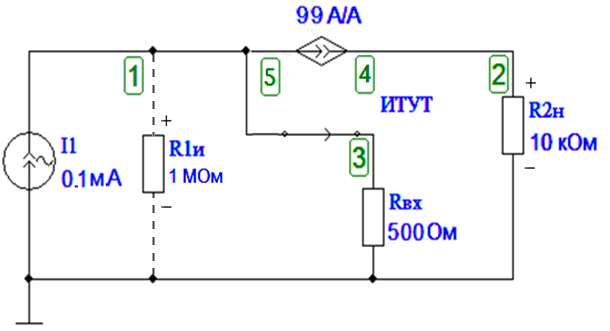 99 А/А
1
5
4
2
ИТУТ
R2н
10 кОм
+
−
I1
0.1мА
+
R1и
1 МОм
−
3
Rвх
500 Ом